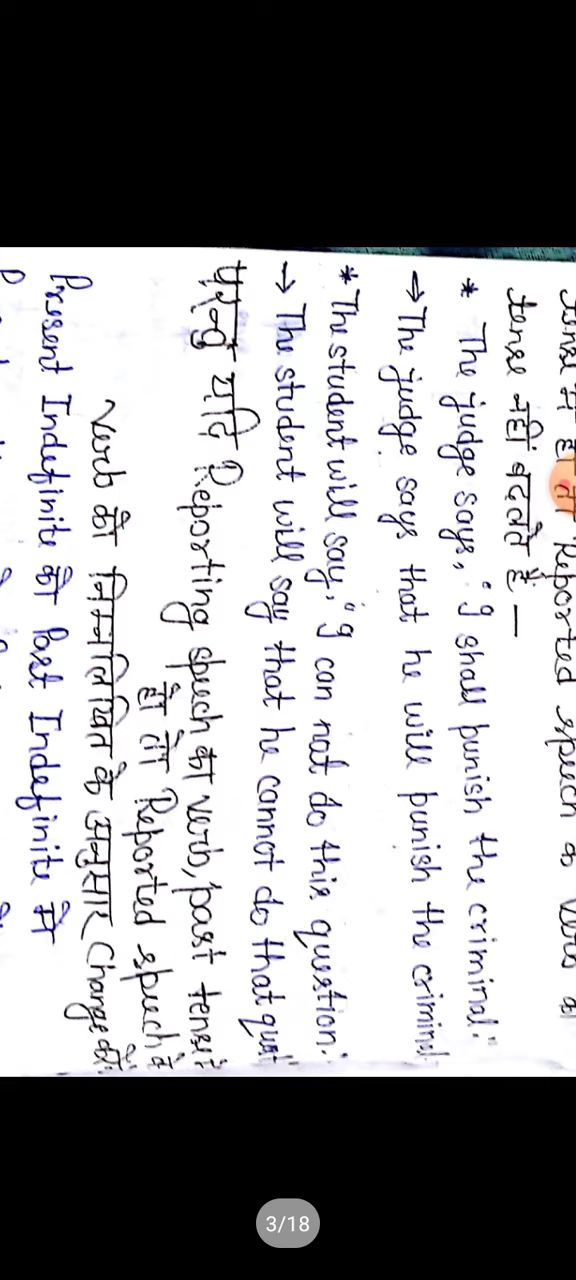 tense में है तो Reported speech के verb का
tense नहीं बदलते हैं —
* The judge says, "I shall punish the criminal."
→ The judge says that he will punish the criminal
* The student will say, "I can not do this question."
→ The student will say that he cannot do that quest
परन्तु यदि Reporting speech का verb, past tense में
हो तो Reported speech के
verb को निम्नलिखित के अनुसार Change करते
Present Indefinite को Past Indefinite में
3/18